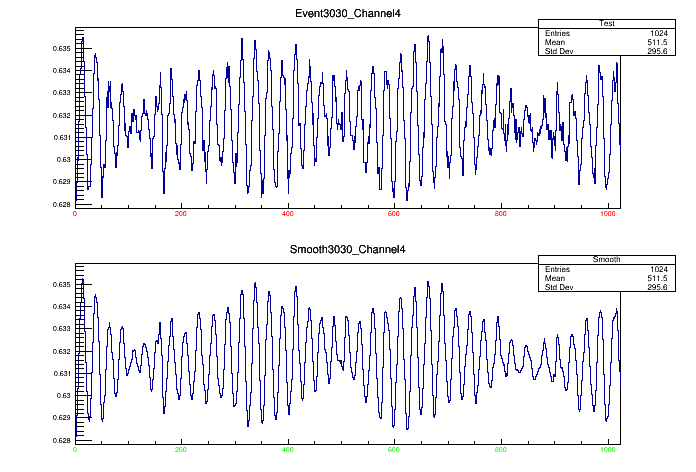 Event3030_Channel4
Test
Entries 1024
Mean 511.5
Std Dev 295.6
0.635
0.634
0.633
0.632
0.631
0.63
0.629
0.628
0 200 400 600 800 1000
Smooth3030_Channel4
Smooth
Entries 1024
Mean 511.5
Std Dev 295.6
0.635
0.634
0.633
0.632
0.631
0.63
0.629
0.628
0 200 400 600 800 1000